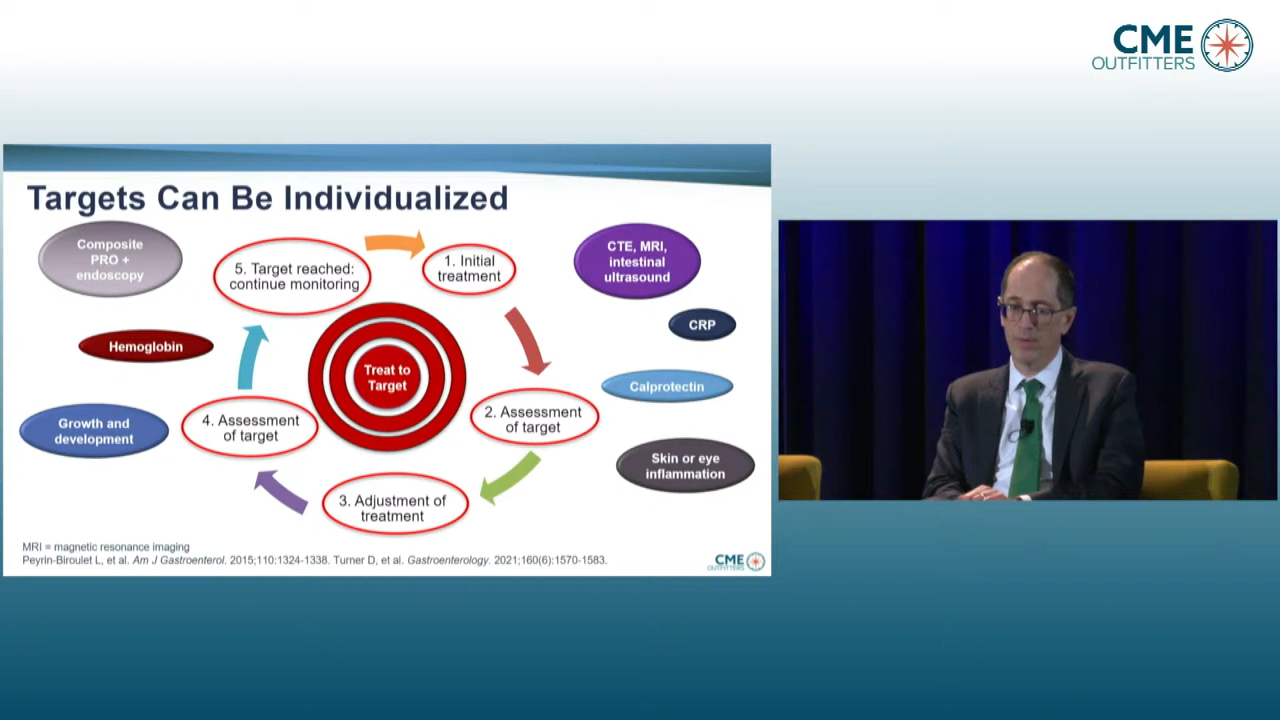 CME
OUTFITTERS
Targets Can Be Individualized
Composite
PRO +
endoscopy
5. Target reached:
continue monitoring
1. Initial
treatment
CTE, MRI,
intestinal
ultrasound
CRP
Hemoglobin
Treat to
Target
Calprotectin
Growth and
development
4. Assessment
of target
2. Assessment
of target
Skin or eye
inflammation
3. Adjustment of
treatment
MRI = magnetic resonance imaging
Peyrin-Biroulet L, et al. Am J Gastroenterol. 2015;110:1324-1338. Turner D, et al. Gastroenterology. 2021;160(6):1570-1583.
CME
OUTFITTERS